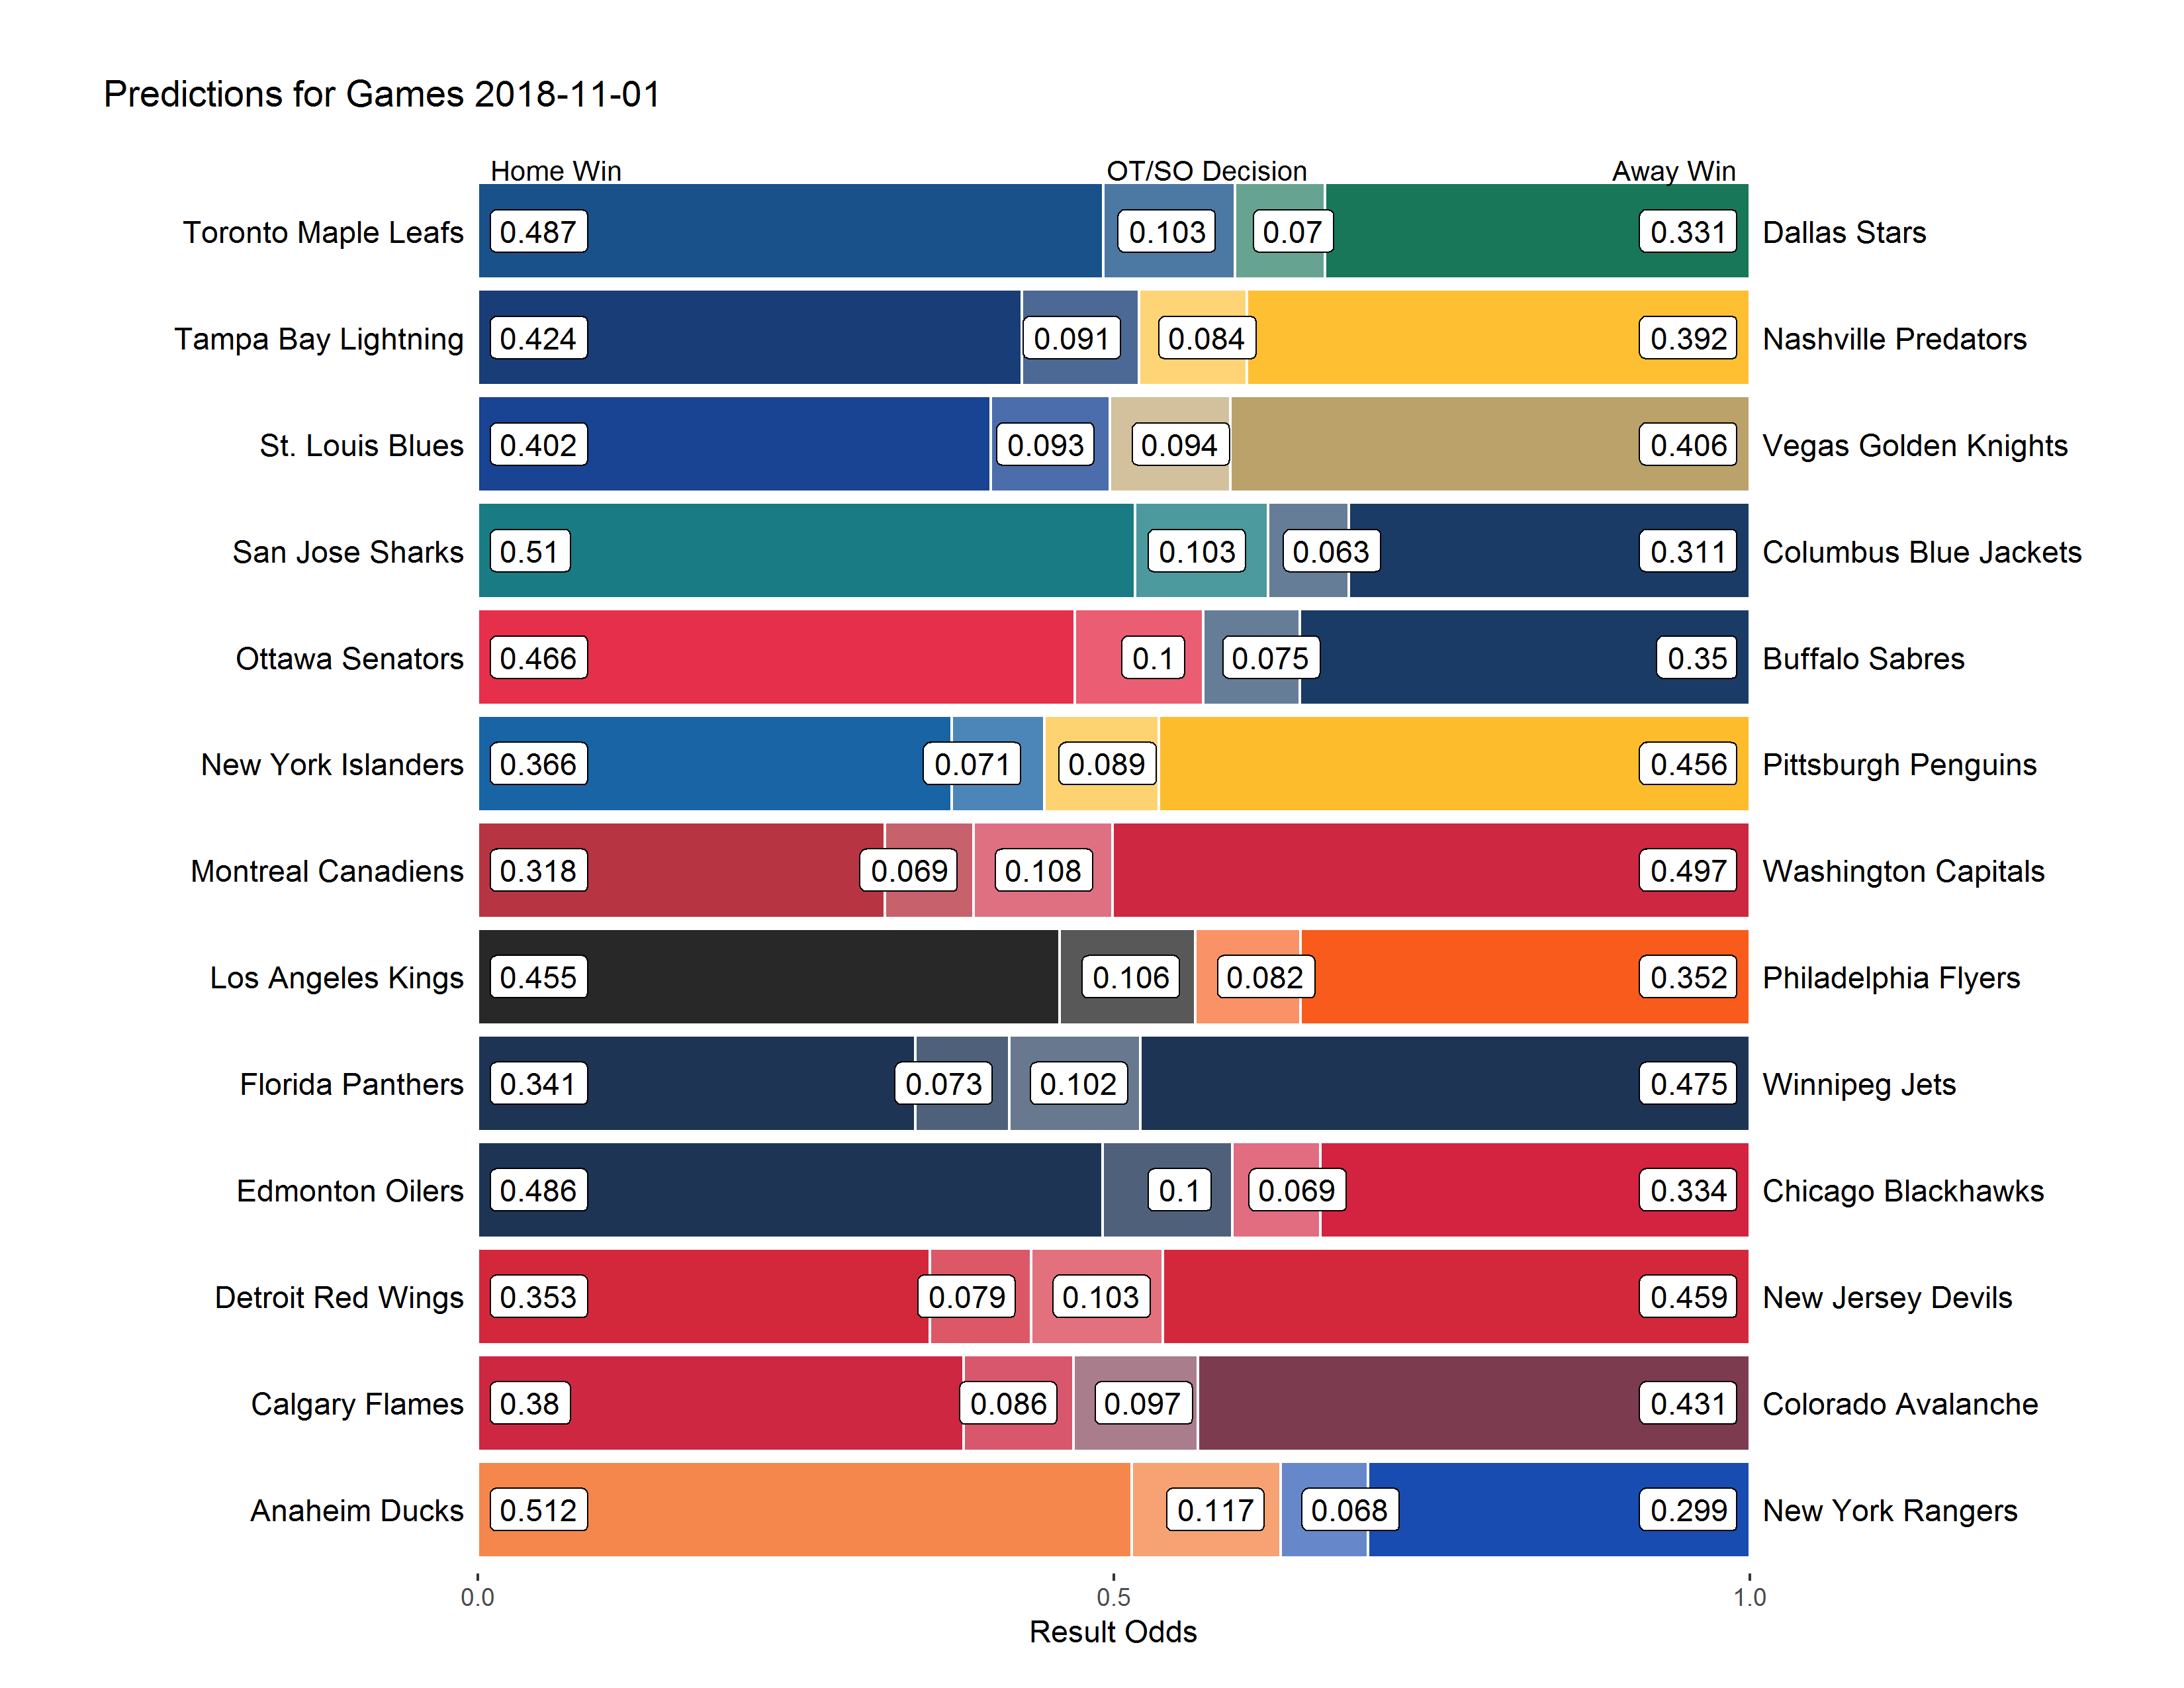 Predictions for Games 2018-11-01
Home Win OT/SO Decision Away Win
Toronto Maple Leafs 0.487 0.103 0.07 0.331 Dallas Stars
Tampa Bay Lightning 0.424 0.091 0.084 0.392 Nashville Predators
St. Louis Blues 0.402 0.093 0.094 0.406 Vegas Golden Knights
San Jose Sharks 0.51 0.103 0.063 0.311 Columbus Blue Jackets
Ottawa Senators 0.466 0.1 0.075 0.35 Buffalo Sabres
New York Islanders 0.366 0.071 0.089 0.456 Pittsburgh Penguins
Montreal Canadiens 0.318 0.069 0.108 0.497 Washington Capitals
Los Angeles Kings 0.455 0.106 0.082 0.352 Philadelphia Flyers
Florida Panthers 0.341 0.073 0.102 0.475 Winnipeg Jets
Edmonton Oilers 0.486 0.1 0.069 0.334 Chicago Blackhawks
Detroit Red Wings 0.353 0.079 0.103 0.459 New Jersey Devils
Calgary Flames 0.38 0.086 0.097 0.431 Colorado Avalanche
Anaheim Ducks 0.512 0.117 0.068 0.299 New York Rangers
0.0 0.5 1.0
Result Odds